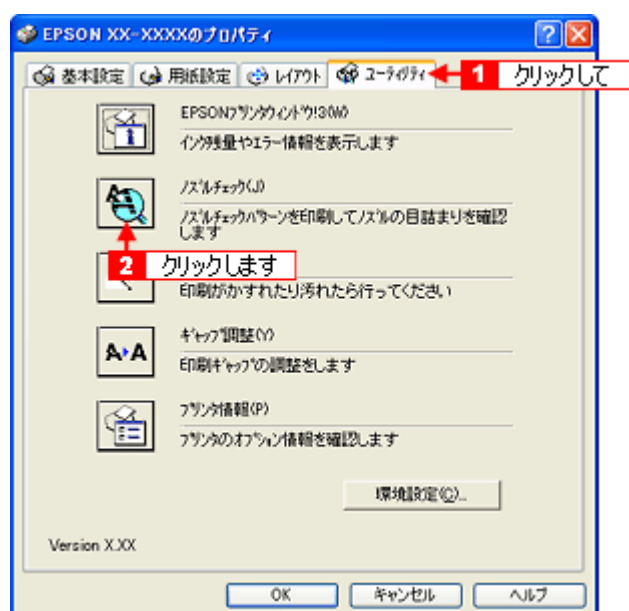 EPSON XX-XXXXのプロパティ
基本設定 用紙設定 レイアウト ユーティリティ 1 クリックして
EPSONプリンタウィンドウ!3(W)
インク残量やエラー情報を表示します
ノズルチェック(J)
ノズルチェックパターンを印刷してノズルの目詰まりを確認
します
2 クリックします
印刷がかすれたり汚れたら行ってください
ギャップ調整(Y)
印刷ギャップの調整をします
プリンタ情報(P)
プリンタのオプション情報を確認します
環境設定(C)...
Version X.XX
OK キャンセル ヘルプ